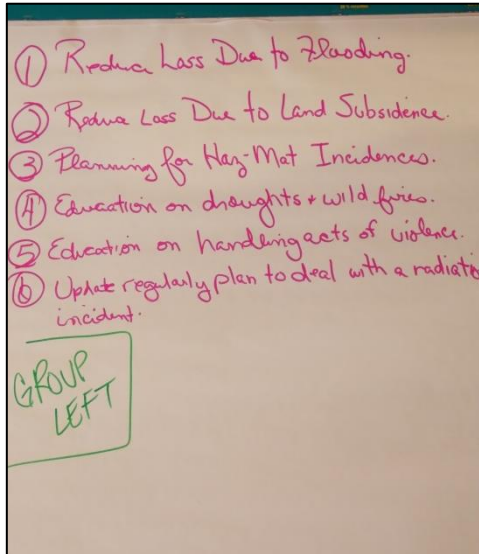 ① Reduce Loss Due to Flooding.
② Reduce Loss Due to Land Subsidence.
③ Planning for Haz-Mat Incidences.
④ Education on droughts + wild fires.
⑤ Education on handling acts of violence.
⑥ Update regularly plan to deal with a radiatio
incident.
GROUP
LEFT